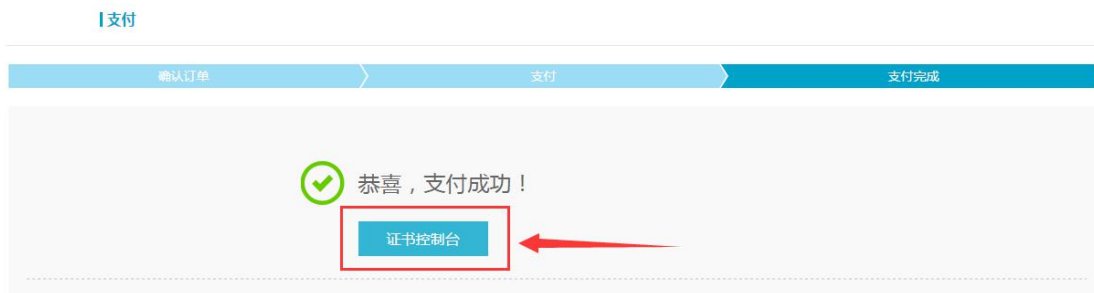 支付
确认订单
支付
支付完成
恭喜，支付成功！
证书控制台